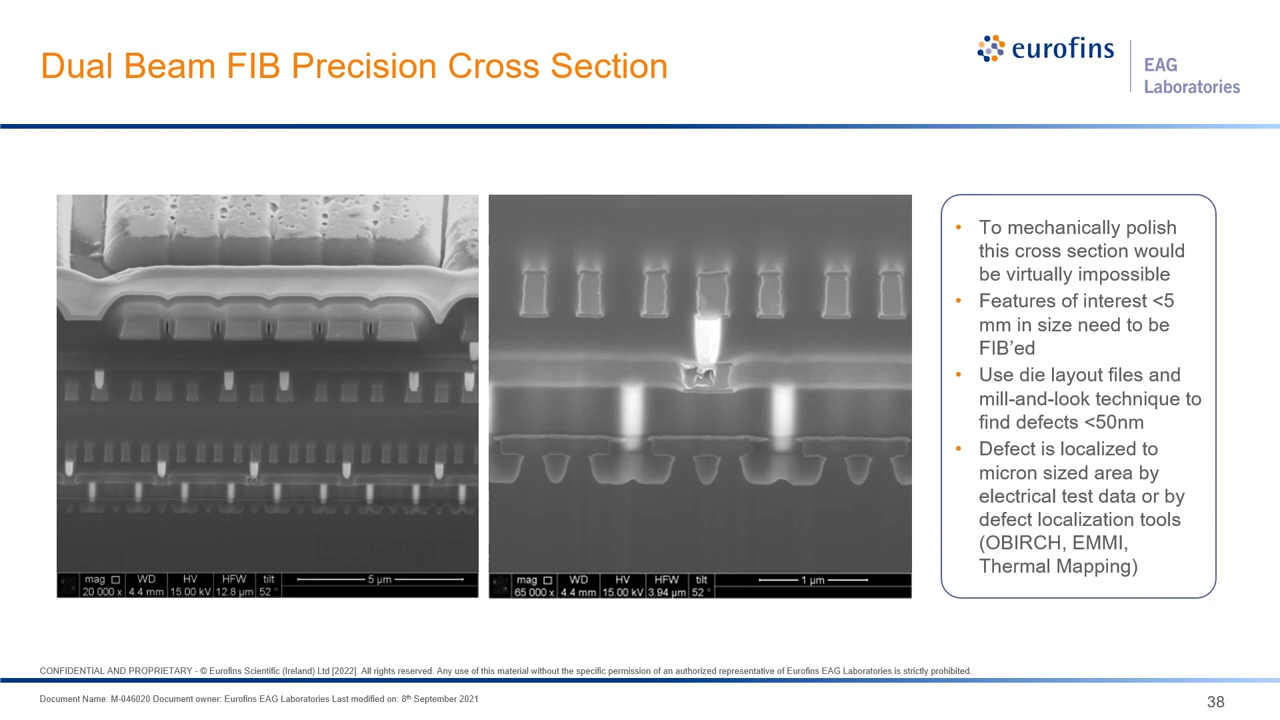 Dual Beam FIB Precision Cross Section
eurofins
EAG
Laboratories
• To mechanically polish
this cross section would
be virtually impossible
• Features of interest <5
mm in size need to be
FIB’ed
• Use die layout files and
mill-and-look technique to
find defects <50nm
• Defect is localized to
micron sized area by
electrical test data or by
defect localization tools
(OBIRCH, EMMI,
Thermal Mapping)
mag □ WD HV HFW tilt 5 µm
20 000 x 4.4 mm 15.00 kV 12.8 µm 52 °
mag □ WD HV HFW tilt 1 µm
65 000 x 4.4 mm 15.00 kV 3.94 µm 52 °
CONFIDENTIAL AND PROPRIETARY - © Eurofins Scientific (Ireland) Ltd [2022]. All rights reserved. Any use of this material without the specific permission of an authorized representative of Eurofins EAG Laboratories is strictly prohibited.
Document Name: M-046020 Document owner: Eurofins EAG Laboratories Last modified on: 8th September 2021
38